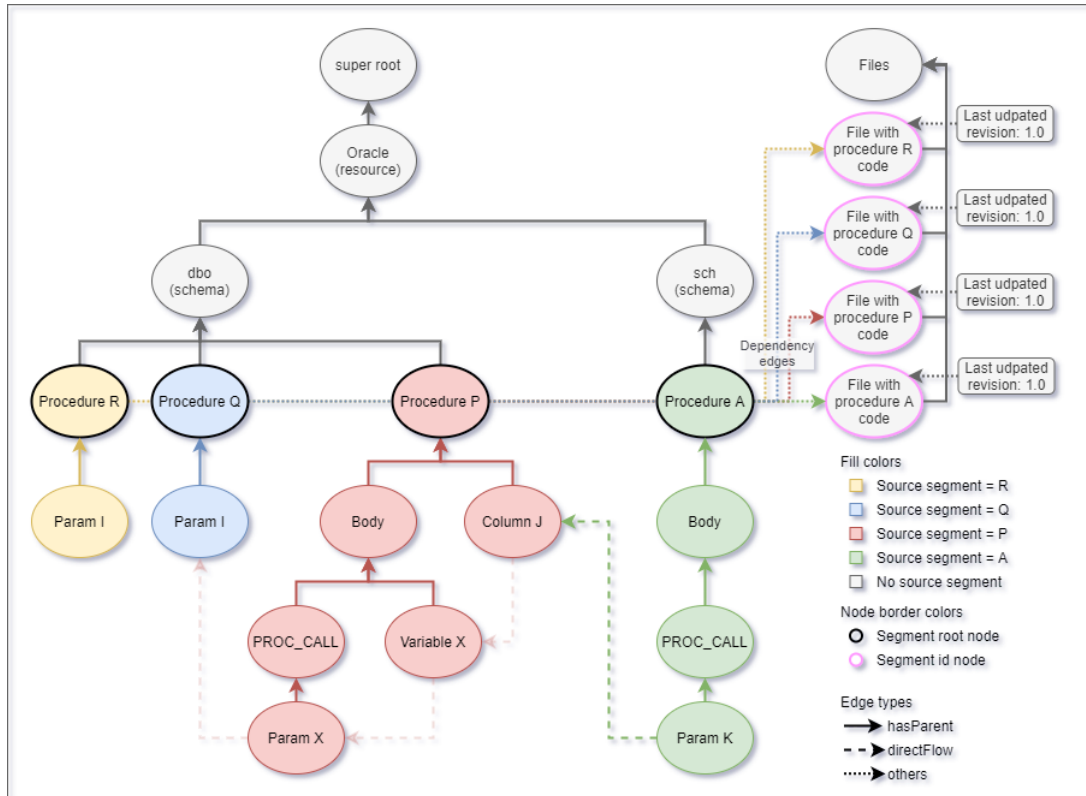 super root
Files
Last udpated
revision: 1.0
File with
procedure R
code
Oracle
(resource)
Last udpated
revision: 1.0
File with
procedure Q
code
dbo
(schema)
sch
(schema)
Last udpated
revision: 1.0
File with
procedure P
code
Dependency
edges
Last udpated
revision: 1.0
File with
procedure A
code
Procedure R
Procedure Q
Procedure P
Procedure A
Param I
Param I
Body
Column J
Body
PROC_CALL
Variable X
PROC_CALL
Param X
Param K
Fill colors
Source segment = R
Source segment = Q
Source segment = P
Source segment = A
No source segment
Node border colors
Segment root node
Segment id node
Edge types
hasParent
directFlow
others